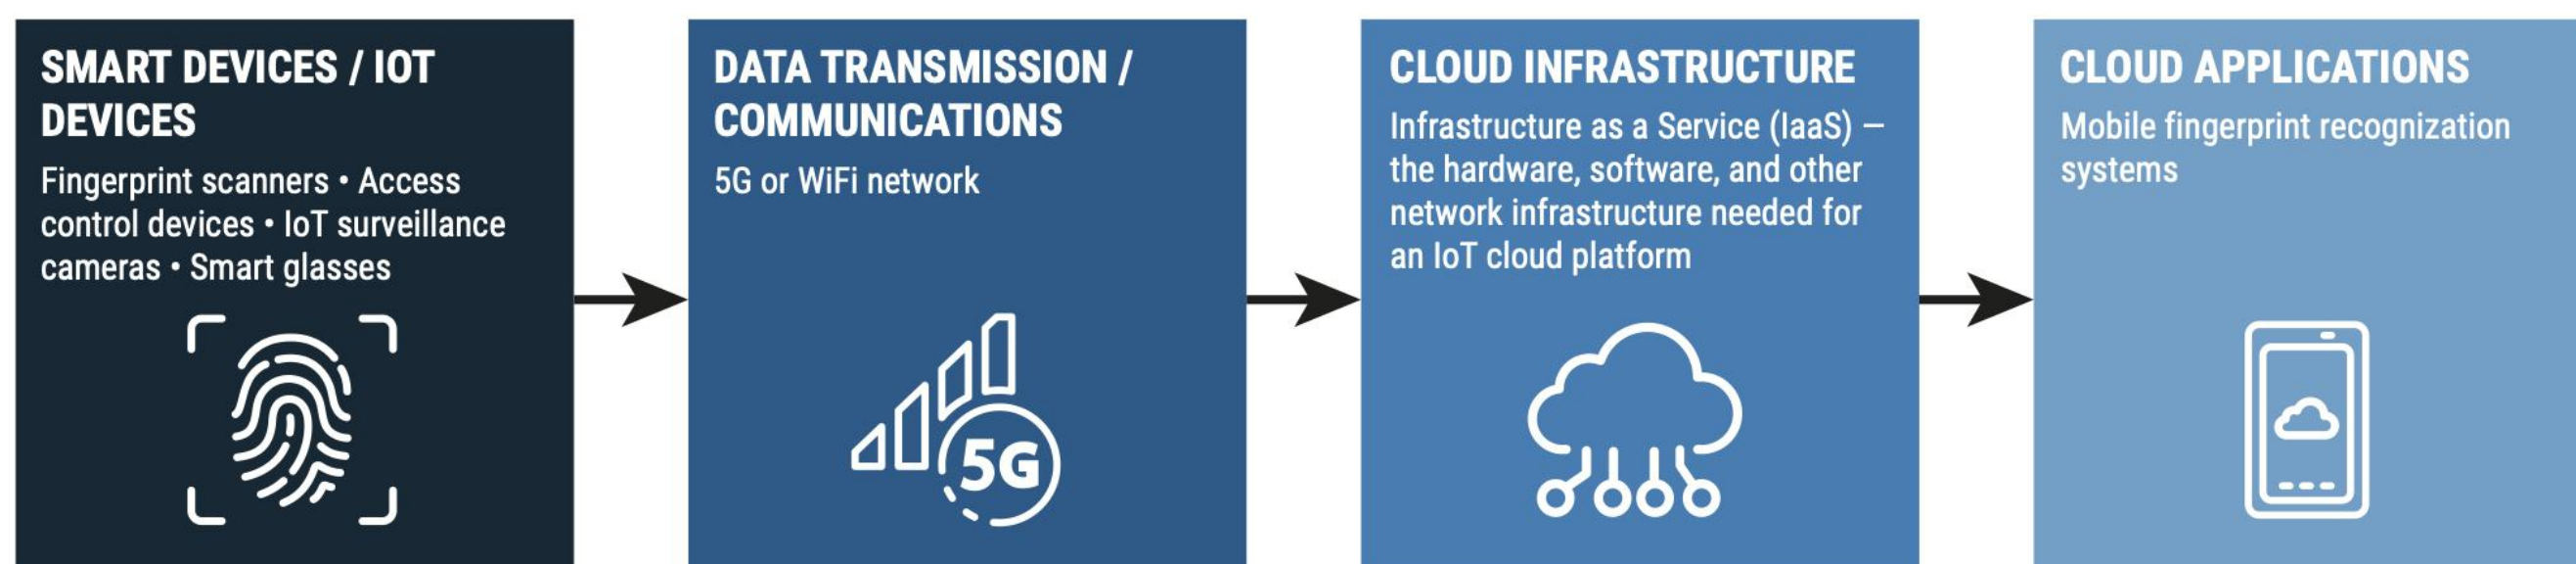 SMART DEVICES / IOT
DEVICES
Fingerprint scanners • Access
control devices • IoT surveillance
cameras • Smart glasses
DATA TRANSMISSION /
COMMUNICATIONS
5G or WiFi network
5G
CLOUD INFRASTRUCTURE
Infrastructure as a Service (IaaS) —
the hardware, software, and other
network infrastructure needed for
an IoT cloud platform
CLOUD APPLICATIONS
Mobile fingerprint recognization
systems